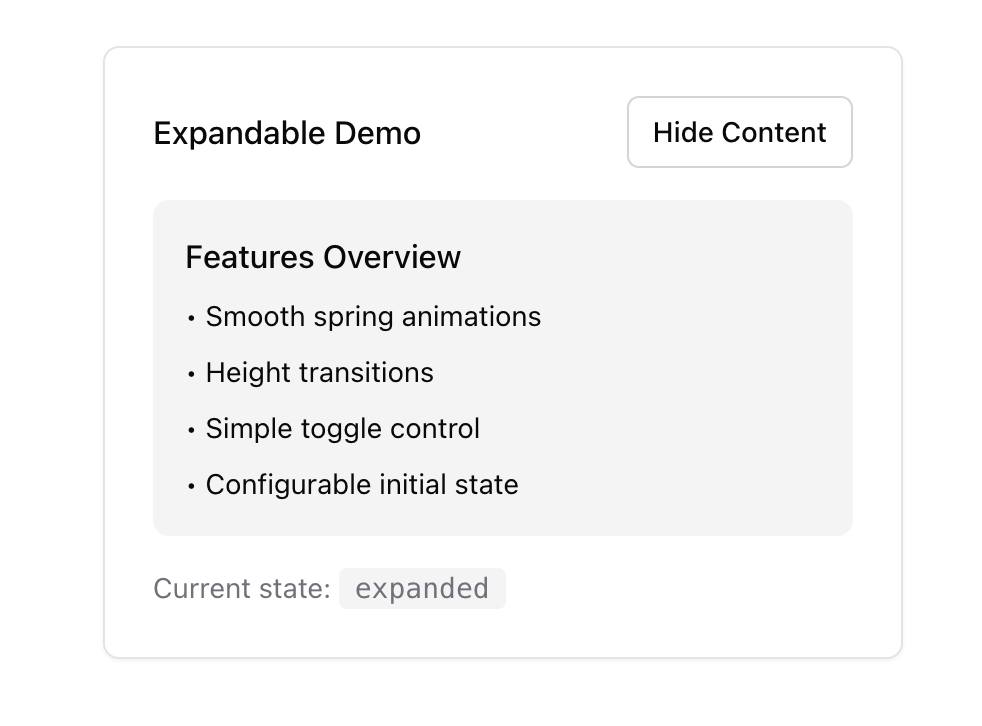 Expandable Demo
Hide Content
Features Overview
• Smooth spring animations
• Height transitions
• Simple toggle control
• Configurable initial state
Current state: expanded